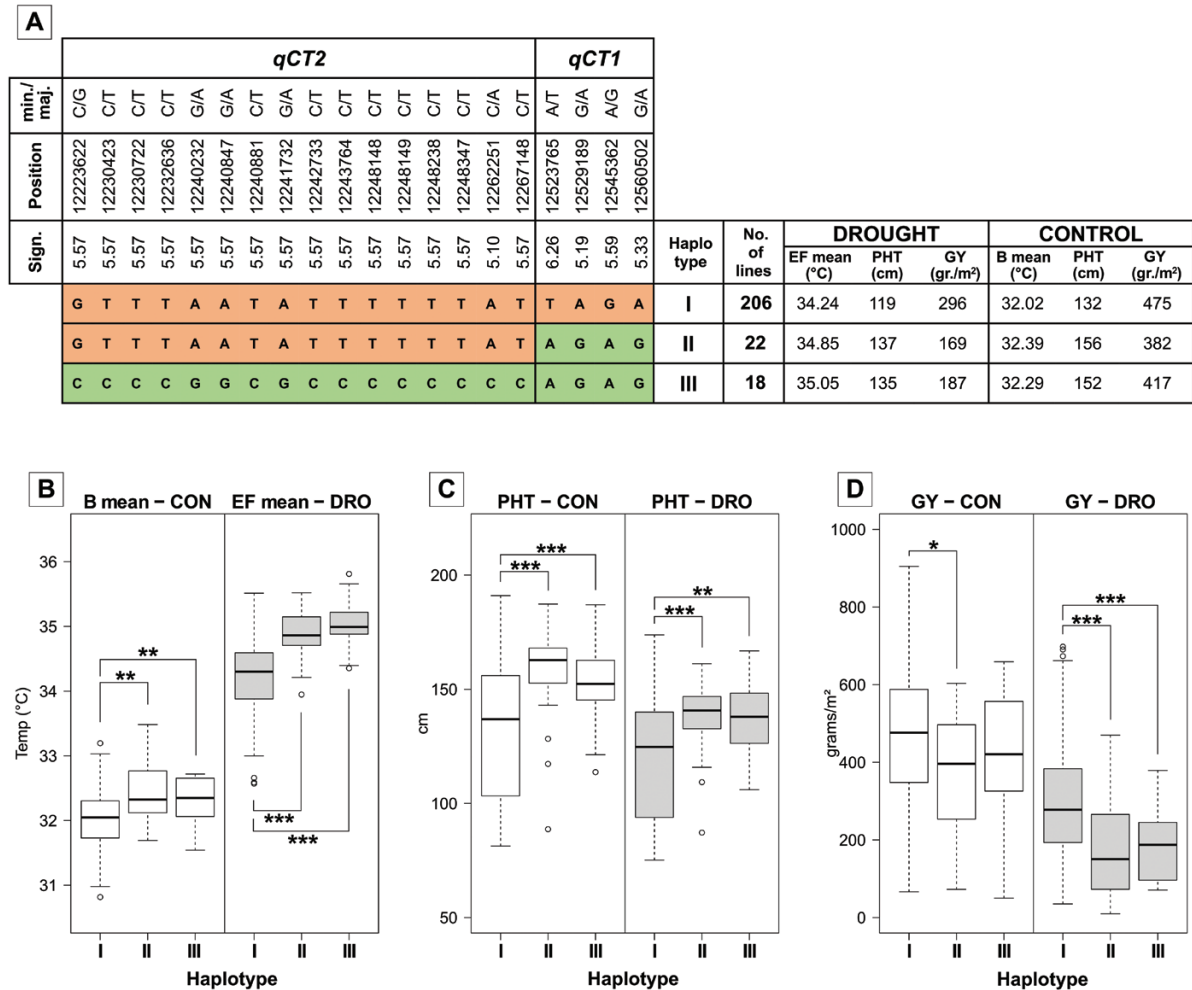 A
qCT2 qCT1
min./maj. C/G C/T C/T C/T G/A G/A C/T G/A C/T C/T C/T C/T C/T C/T C/A C/T A/T G/A A/G G/A
Position 12223622 12230423 12230722 12232636 12240232 12240847 12240881 12241732 12242733 12243764 12248148 12248149 12248238 12248347 12262251 12267148 12523765 12529189 12545362 12560502
Sign. 5.57 5.57 5.57 5.57 5.57 5.57 5.57 5.57 5.57 5.57 5.57 5.57 5.57 5.57 5.10 5.57 6.26 5.19 5.59 5.33
Haplo type No. of lines DROUGHT CONTROL
EF mean (°C) PHT (cm) GY (gr./m²) B mean (°C) PHT (cm) GY (gr./m²)
G T T T A A T A T T T T T T A T T A G A I 206 34.24 119 296 32.02 132 475
G T T T A A T A T T T T T T A T A G A G II 22 34.85 137 169 32.39 156 382
C C C C G G C G C C C C C C C C A G A G III 18 35.05 135 187 32.29 152 417
B
B mean − CON EF mean − DRO
Temp (°C)
36
35
34
33
32
31
** **
*** ***
I II III I II III
Haplotype
C
PHT − CON PHT − DRO
cm
200
150
100
50
*** ***
*** **
I II III I II III
Haplotype
D
GY − CON GY − DRO
grams/m²
1000
800
600
400
200
0
*
*** ***
I II III I II III
Haplotype